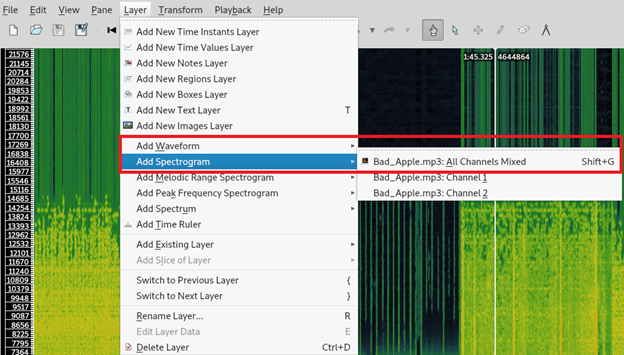 File Edit View Pane Layer Transform Playback Help
Add New Time Instants Layer
Add New Time Values Layer
Add New Notes Layer
Add New Regions Layer
Add New Boxes Layer
Add New Text Layer T
Add New Images Layer
Add Waveform
Add Spectrogram
Bad_Apple.mp3: All Channels Mixed Shift+G
Add Melodic Range Spectrogram
Bad_Apple.mp3: Channel 1
Add Peak Frequency Spectrogram
Bad_Apple.mp3: Channel 2
Add Spectrum
Add Time Ruler
Add Existing Layer
Add Slice of Layer
Switch to Previous Layer {
Switch to Next Layer }
Rename Layer... R
Edit Layer Data E
Delete Layer Ctrl+D
1:45.325 4644864
21576
21145
20714
20284
19853
19422
18992
18561
18130
17700
17269
16838
16408
15977
15546
15116
14685
14254
13824
13393
12962
12532
12101
11670
11240
10809
10379
9948
9517
9087
8656
8225
7795
7364